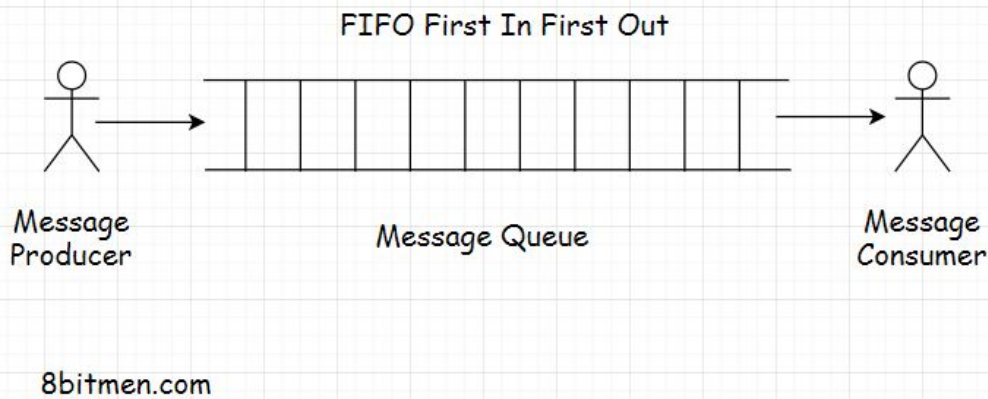 FIFO First In First Out
Message
Producer
Message Queue
Message
Consumer
8bitmen.com